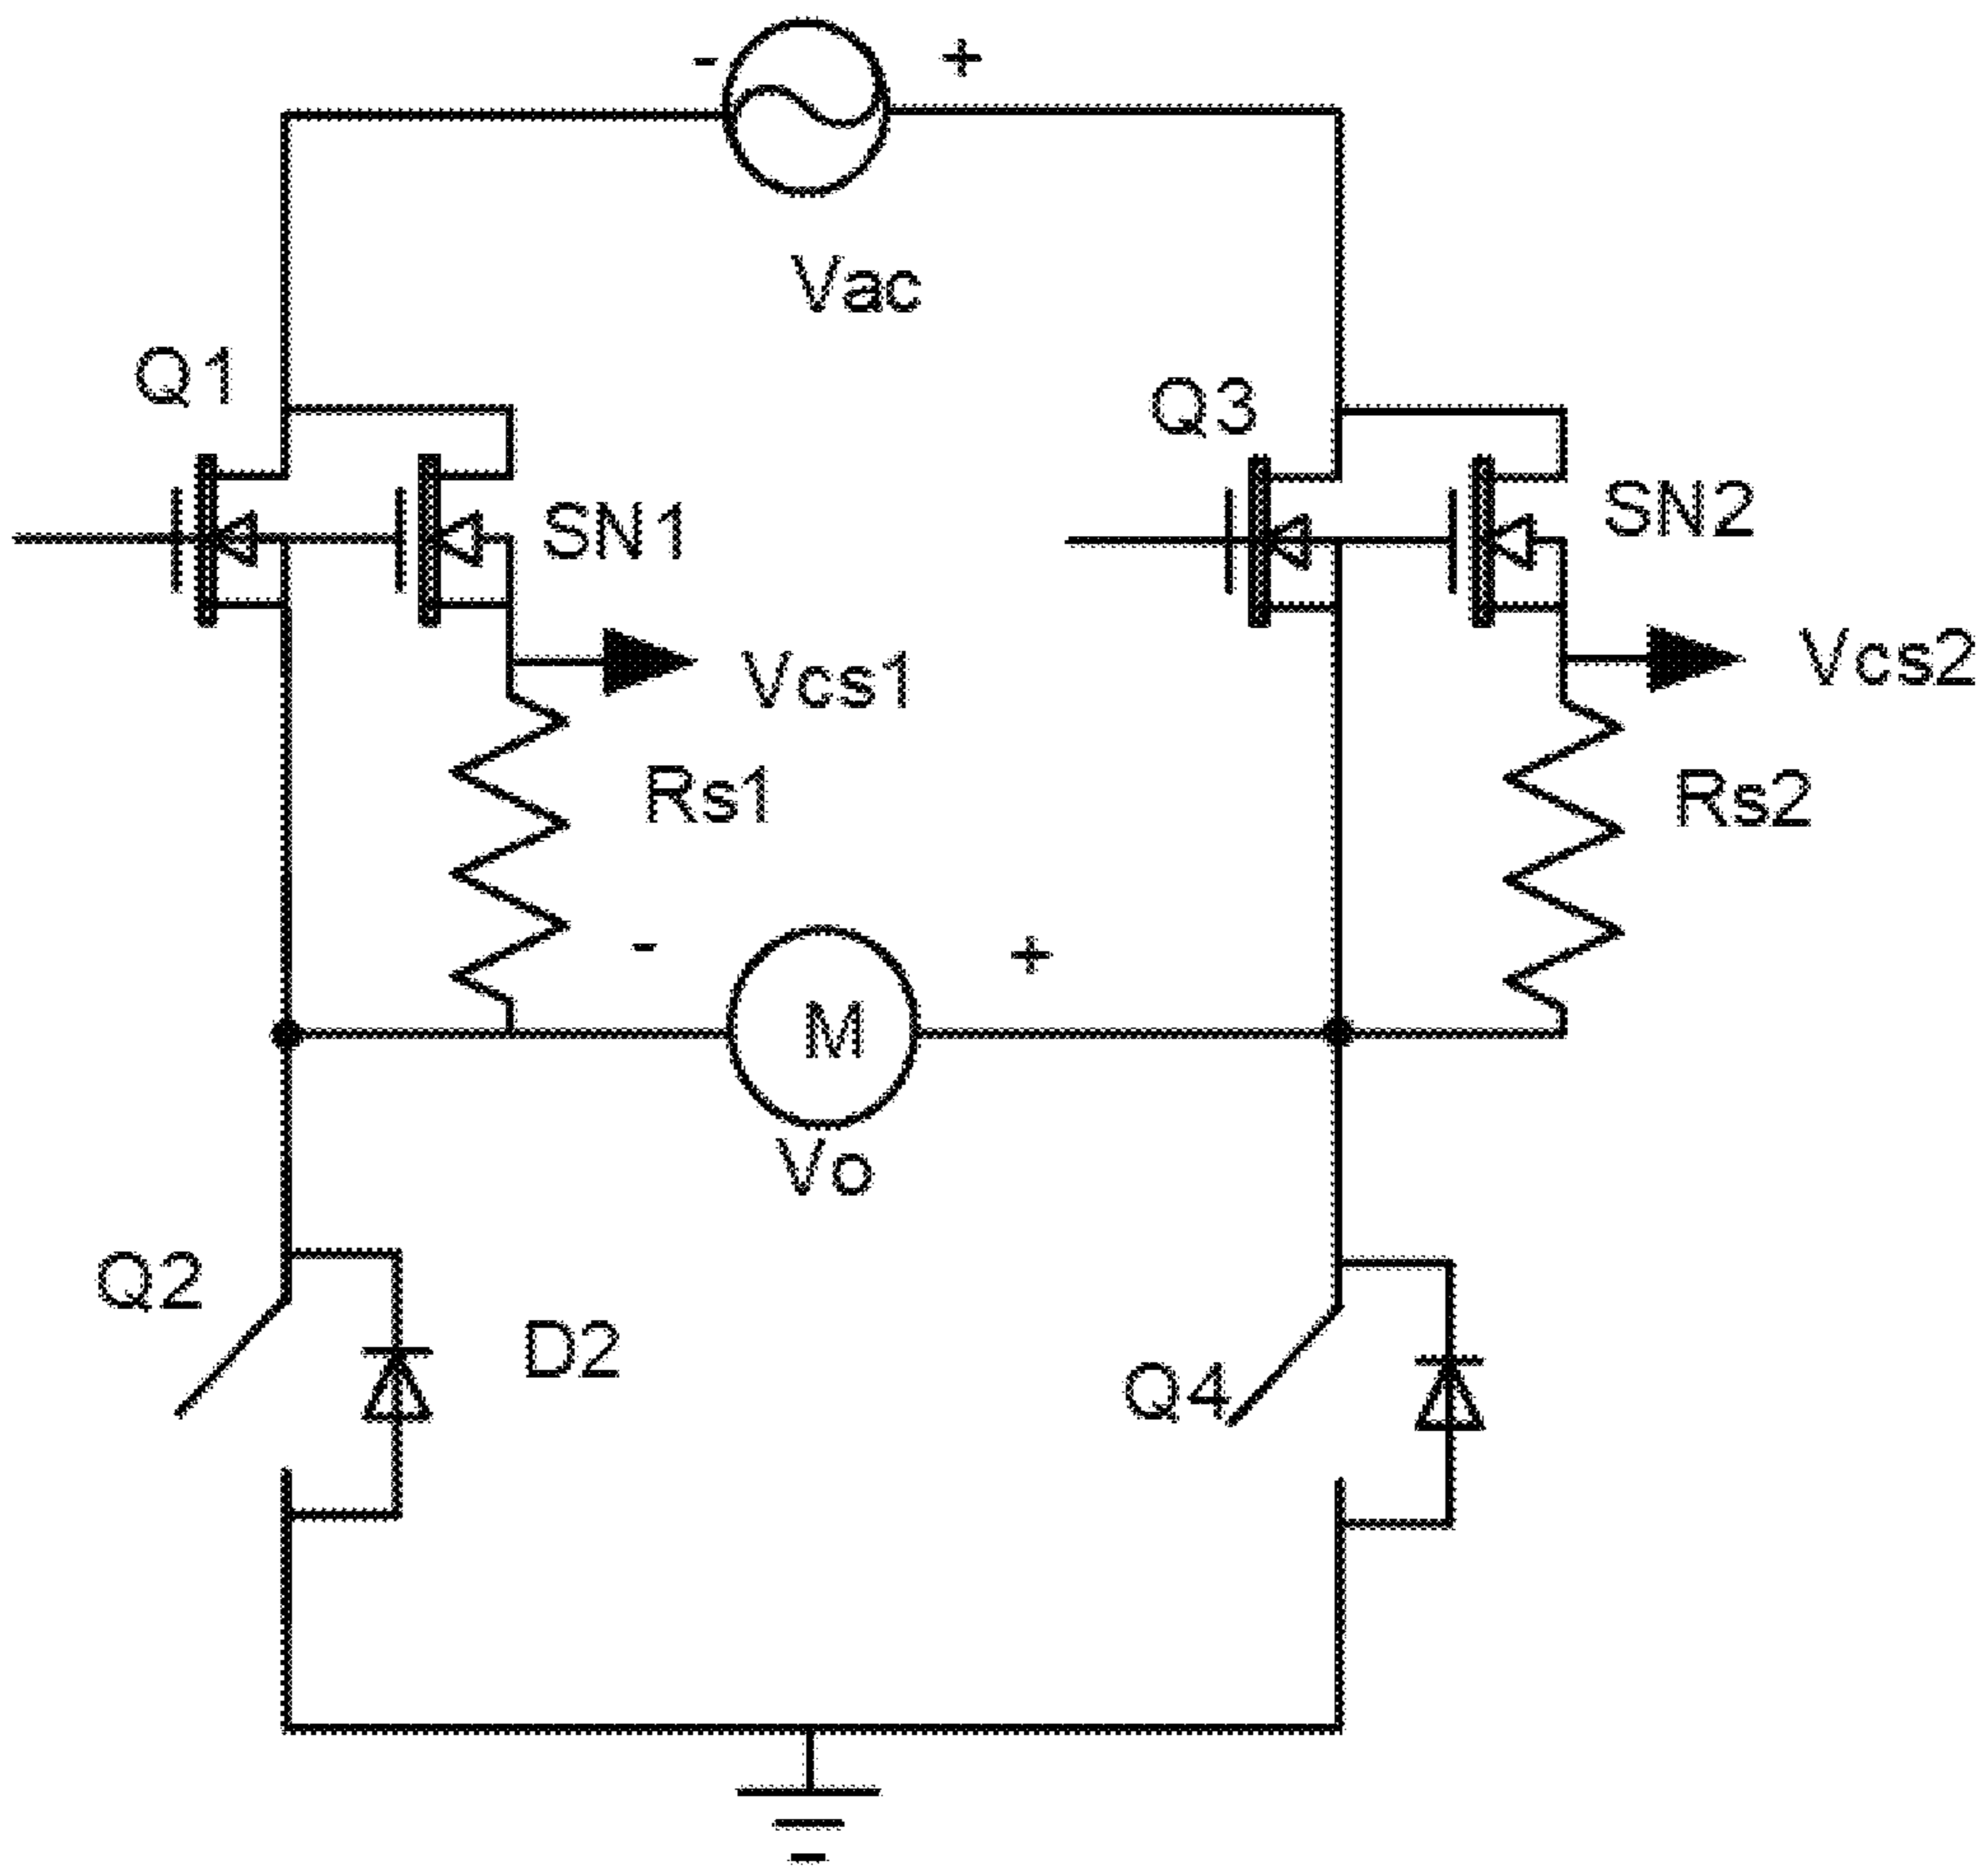 - +
Vac
Q1
Q3
SN1
SN2
Vcs1
Vcs2
Rs1
Rs2
- +
M
Vo
Q2
D2
Q4